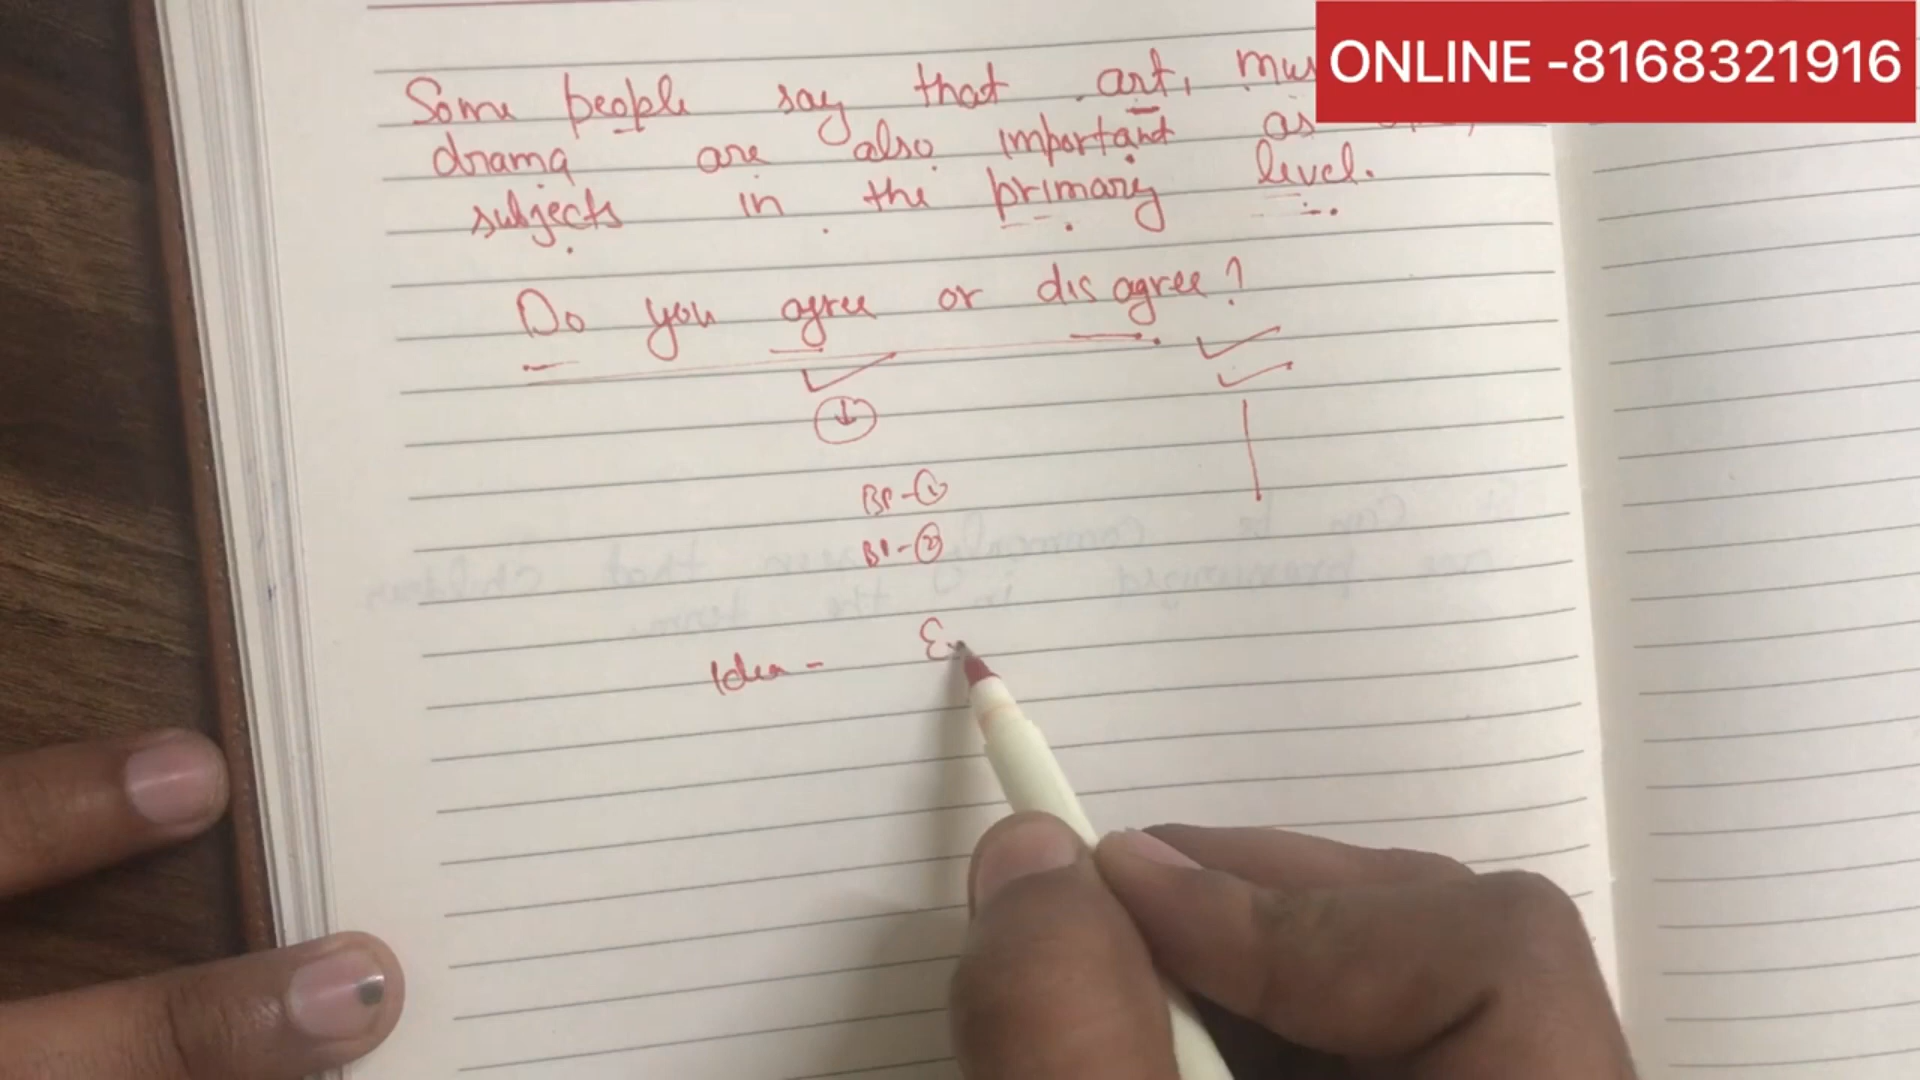 ONLINE -8168321916
Some people say that art,
drama are also important as
subjects in the primary level.
Do you agree or disagree?
BP-①
BP-②
Idea -